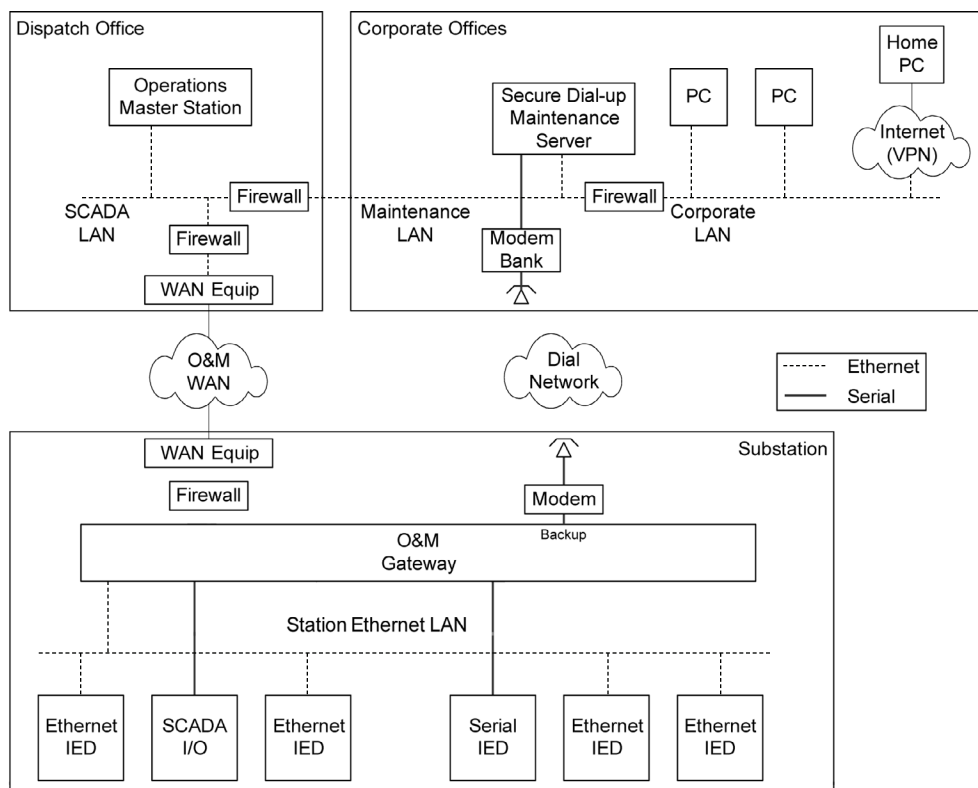 Dispatch Office
Operations
Master Station
Firewall
SCADA
LAN
Firewall
WAN Equip
Corporate Offices
Secure Dial-up
Maintenance
Server
PC
PC
Home
PC
Internet
(VPN)
Maintenance
LAN
Firewall
Corporate
LAN
Modem
Bank
O&M
WAN
Dial
Network
Ethernet
Serial
Substation
WAN Equip
Firewall
Modem
Backup
O&M
Gateway
Station Ethernet LAN
Ethernet
IED
SCADA
I/O
Ethernet
IED
Serial
IED
Ethernet
IED
Ethernet
IED